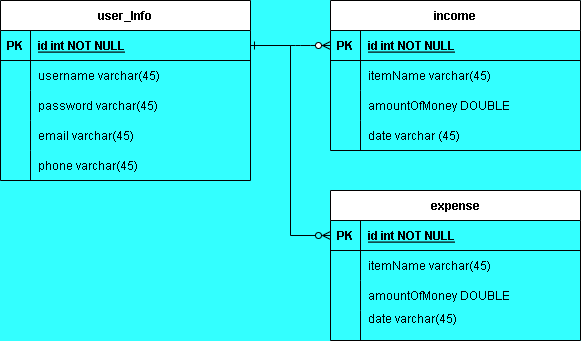 user_Info
PK id int NOT NULL
username varchar(45)
password varchar(45)
email varchar(45)
phone varchar(45)
income
PK id int NOT NULL
itemName varchar(45)
amountOfMoney DOUBLE
date varchar (45)
expense
PK id int NOT NULL
itemName varchar(45)
amountOfMoney DOUBLE
date varchar(45)